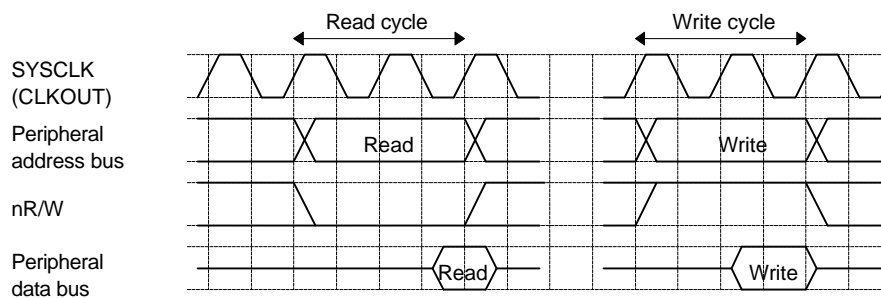 Read cycle
Write cycle
SYSCLK
(CLKOUT)
Peripheral
address bus
Read
Write
nR/W
Peripheral
data bus
Read
Write